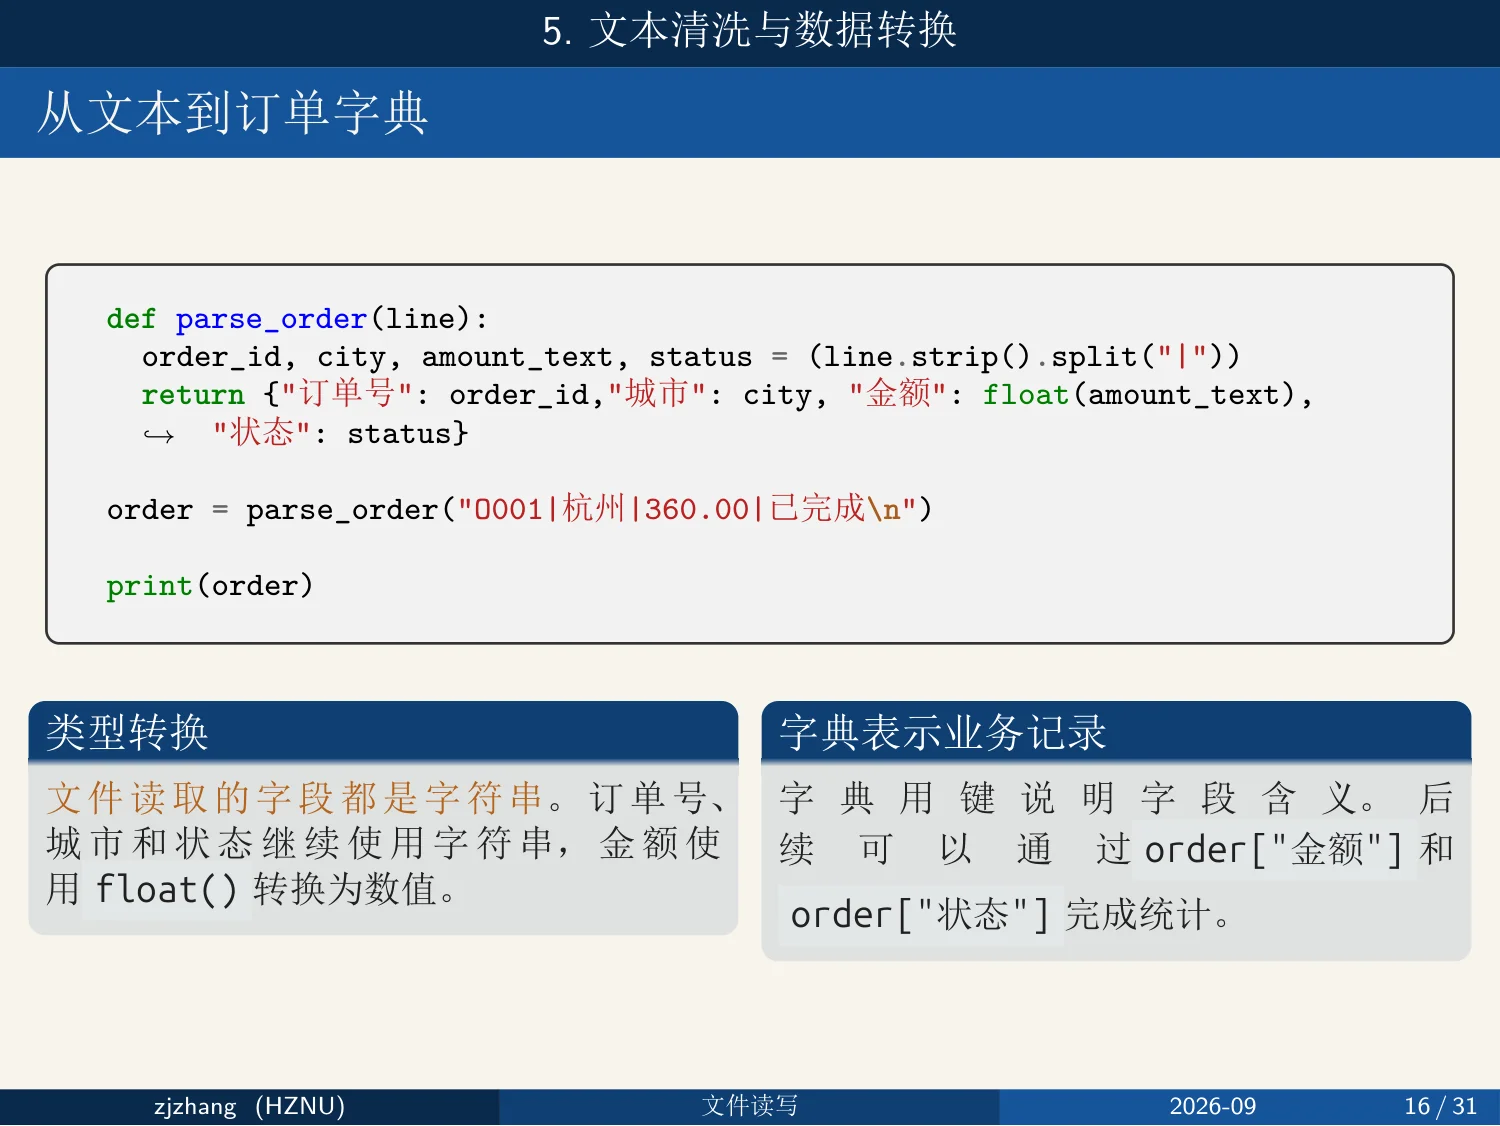 5. 文本清洗与数据转换
从文本到订单字典
def parse_order(line):
  order_id, city, amount_text, status = (line.strip().split("|"))
  return {"订单号": order_id,"城市": city, "金额": float(amount_text),
  ↪  "状态": status}
order = parse_order("O001|杭州|360.00|已完成\n")
print(order)
类型转换
文件读取的字段都是字符串。订单号、
城市和状态继续使用字符串，金额使
用 float() 转换为数值。
字典表示业务记录
字典用键说明字段含义。后
续可以通过 order["金额"] 和
order["状态"] 完成统计。
zjzhang (HZNU)
文件读写
2026-09
16 / 31